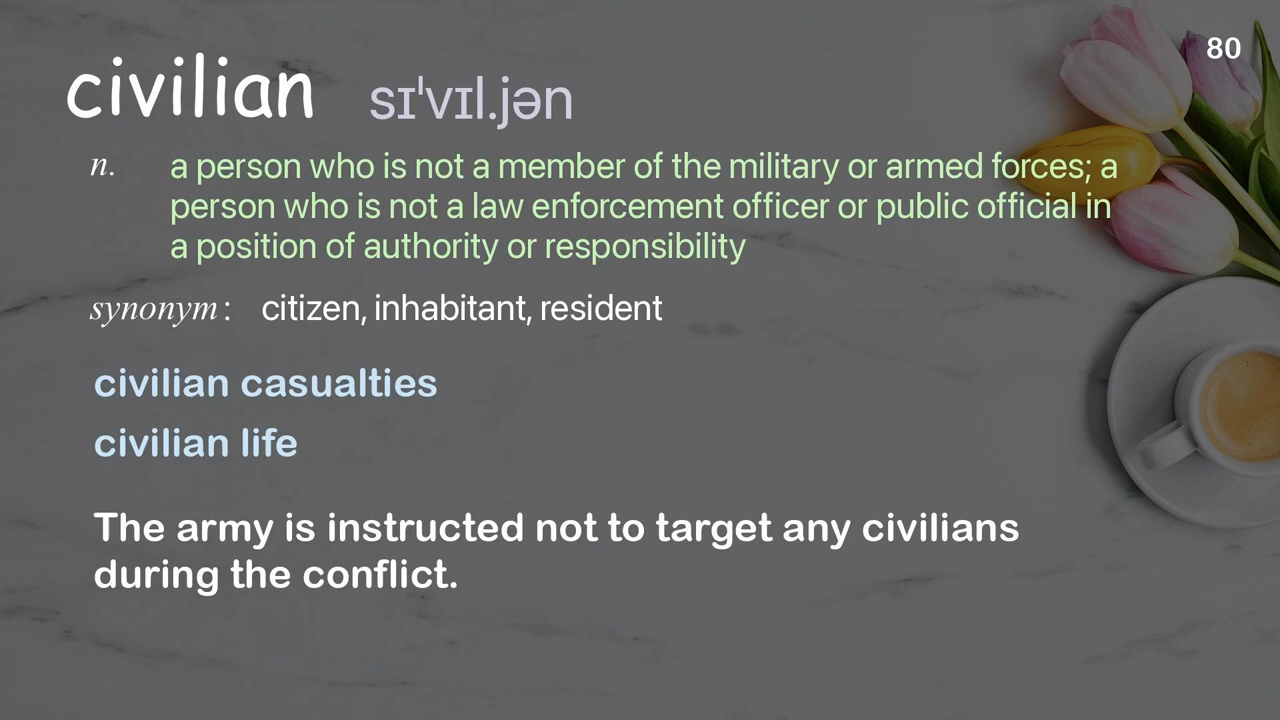 80
civilian sɪˈvɪl.jən
n. a person who is not a member of the military or armed forces; a
person who is not a law enforcement officer or public official in
a position of authority or responsibility
synonym: citizen, inhabitant, resident
civilian casualties
civilian life
The army is instructed not to target any civilians
during the conflict.